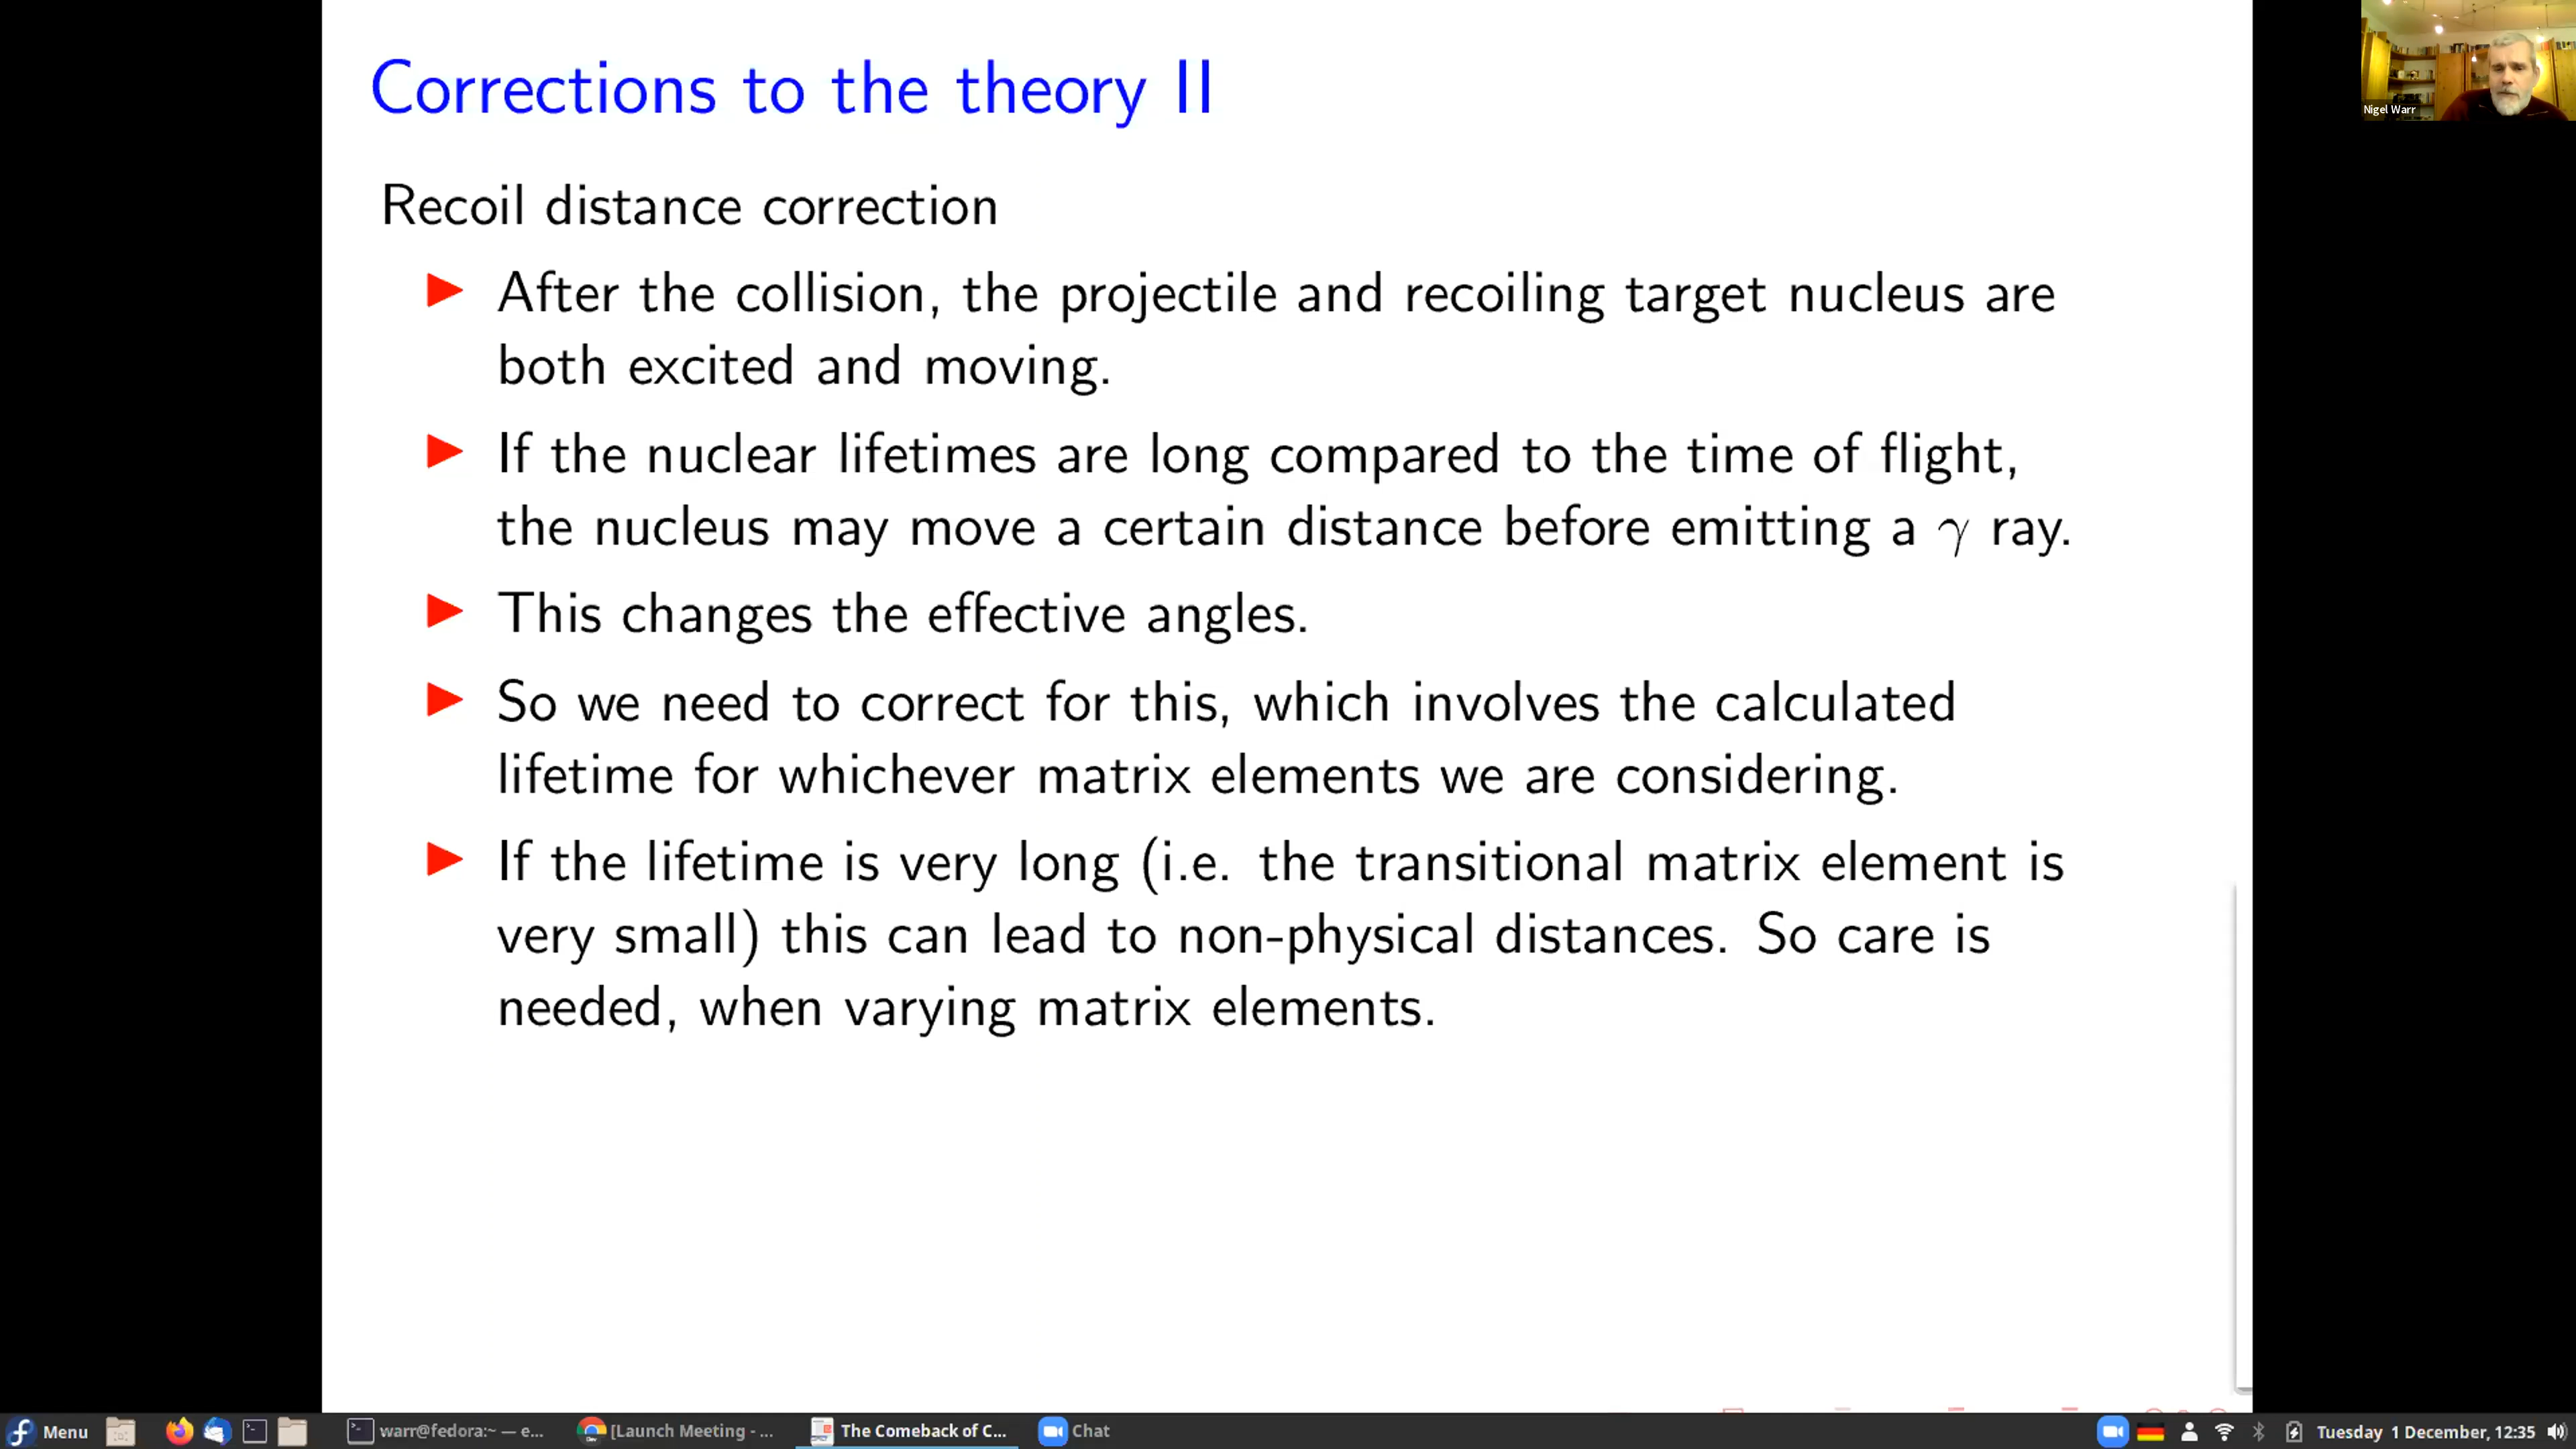 Corrections to the theory II
Nigel Warr
Recoil distance correction
After the collision, the projectile and recoiling target nucleus are
both excited and moving.
If the nuclear lifetimes are long compared to the time of flight,
the nucleus may move a certain distance before emitting a γ ray.
This changes the effective angles.
So we need to correct for this, which involves the calculated
lifetime for whichever matrix elements we are considering.
If the lifetime is very long (i.e. the transitional matrix element is
very small) this can lead to non-physical distances. So care is
needed, when varying matrix elements.
Menu
warr@fedora:~ — e...
[Launch Meeting - ...
The Comeback of C...
Chat
Tuesday 1 December, 12:35